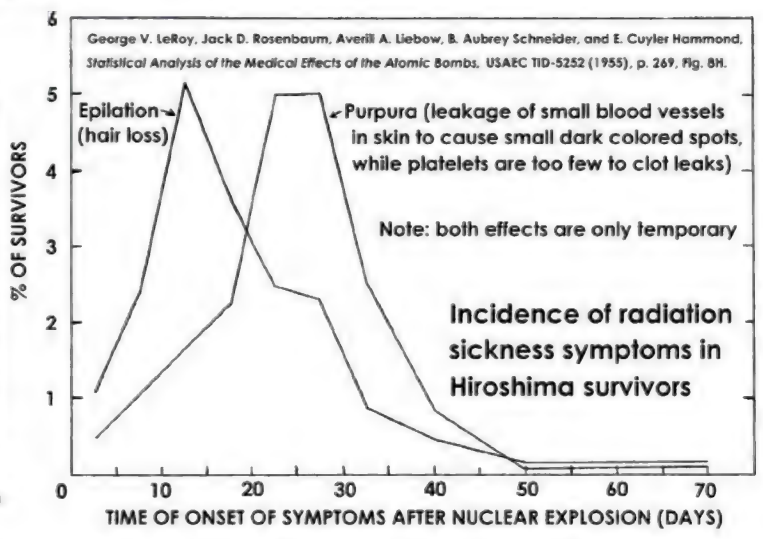 George V. LeRoy, Jack D. Rosenbaum, Averill A. Liebow, B. Aubrey Schneider, and E. Cuyler Hammond,
Statistical Analysis of the Medical Effects of the Atomic Bombs, USAEC TID-5252 (1955), p. 269, Fig. 8H.
6
5
4
3
2
1
% OF SURVIVORS
Epilation
(hair loss)
Purpura (leakage of small blood vessels
in skin to cause small dark colored spots,
while platelets are too few to clot leaks)
Note: both effects are only temporary
Incidence of radiation
sickness symptoms in
Hiroshima survivors
0 10 20 30 40 50 60 70
TIME OF ONSET OF SYMPTOMS AFTER NUCLEAR EXPLOSION (DAYS)